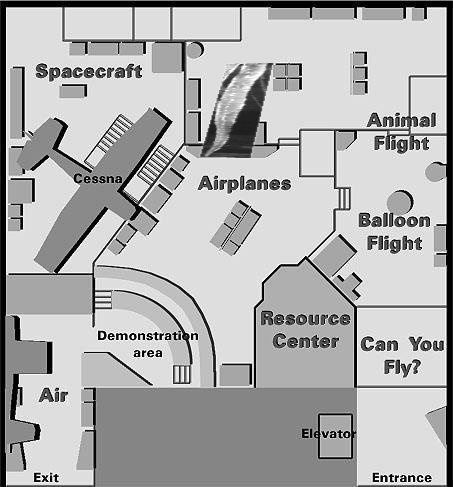 Spacecraft
Animal
Flight
Cessna
Airplanes
Balloon
Flight
Resource
Center
Demonstration
area
Can You
Fly?
Air
Elevator
Exit
Entrance